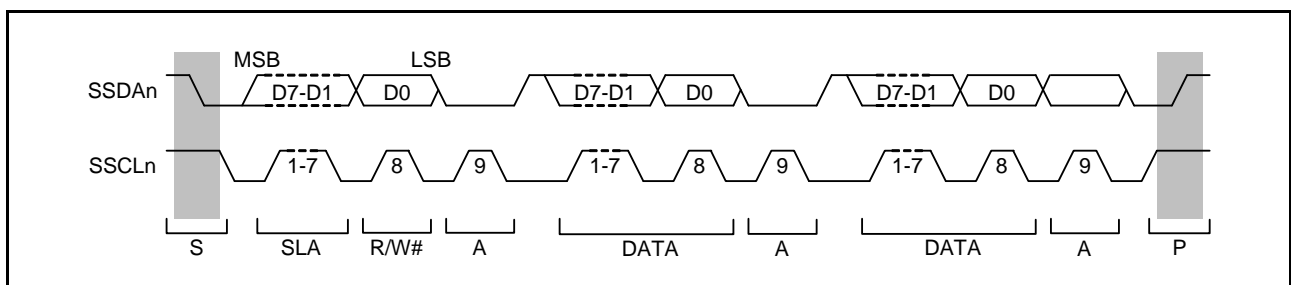 MSB LSB
SSDAn D7-D1 D0 D7-D1 D0 D7-D1 D0
SSCLn 1-7 8 9 1-7 8 9 1-7 8 9
S SLA R/W# A DATA A DATA A P